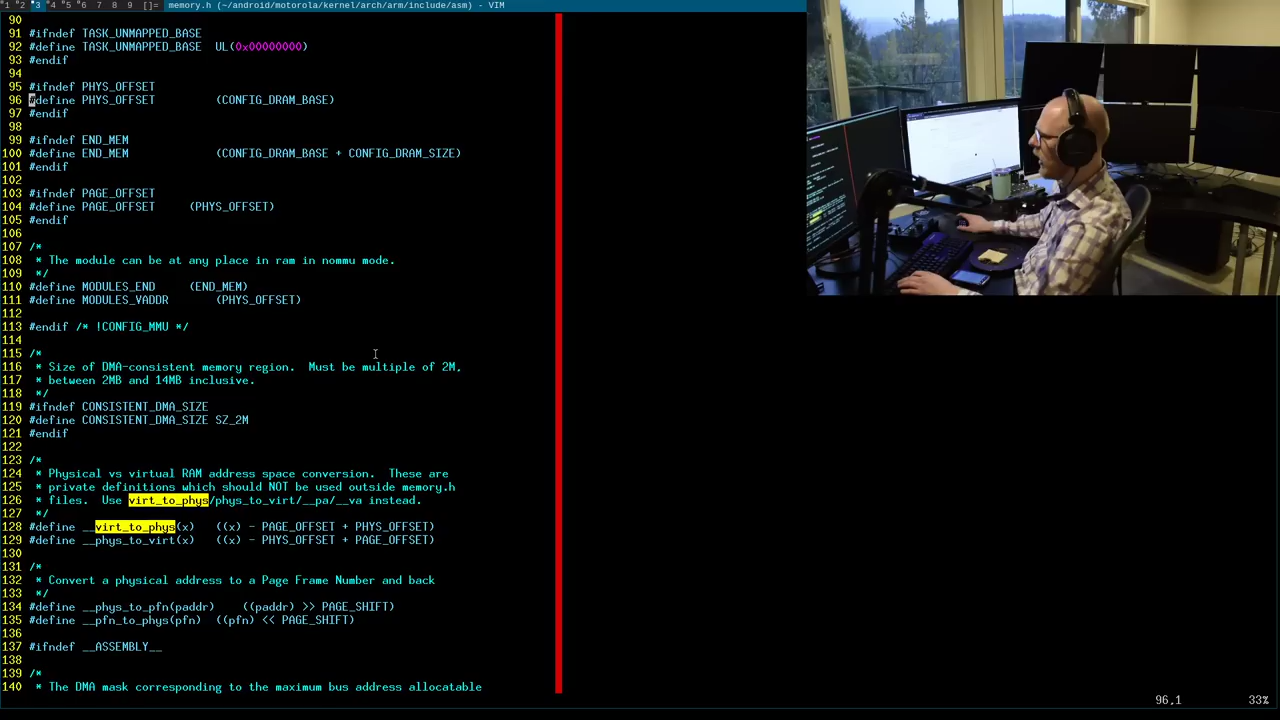 1 2 3 4 5 6 7 8 9 []= memory.h (~/android/motorola/kernel/arch/arm/include/asm) - VIM
90
91 #ifndef TASK_UNMAPPED_BASE
92 #define TASK_UNMAPPED_BASE UL(0x00000000)
93 #endif
94
95 #ifndef PHYS_OFFSET
96 #define PHYS_OFFSET (CONFIG_DRAM_BASE)
97 #endif
98
99 #ifndef END_MEM
100 #define END_MEM (CONFIG_DRAM_BASE + CONFIG_DRAM_SIZE)
101 #endif
102
103 #ifndef PAGE_OFFSET
104 #define PAGE_OFFSET (PHYS_OFFSET)
105 #endif
106
107 /*
108 * The module can be at any place in ram in nommu mode.
109 */
110 #define MODULES_END (END_MEM)
111 #define MODULES_VADDR (PHYS_OFFSET)
112
113 #endif /* !CONFIG_MMU */
114
115 /*
116 * Size of DMA-consistent memory region. Must be multiple of 2M,
117 * between 2MB and 14MB inclusive.
118 */
119 #ifndef CONSISTENT_DMA_SIZE
120 #define CONSISTENT_DMA_SIZE SZ_2M
121 #endif
122
123 /*
124 * Physical vs virtual RAM address space conversion. These are
125 * private definitions which should NOT be used outside memory.h
126 * files. Use virt_to_phys/phys_to_virt/__pa/__va instead.
127 */
128 #define __virt_to_phys(x) ((x) - PAGE_OFFSET + PHYS_OFFSET)
129 #define __phys_to_virt(x) ((x) - PHYS_OFFSET + PAGE_OFFSET)
130
131 /*
132 * Convert a physical address to a Page Frame Number and back
133 */
134 #define __phys_to_pfn(paddr) ((paddr) >> PAGE_SHIFT)
135 #define __pfn_to_phys(pfn) ((pfn) << PAGE_SHIFT)
136
137 #ifndef __ASSEMBLY__
138
139 /*
140 * The DMA mask corresponding to the maximum bus address allocatable
96,1 33%